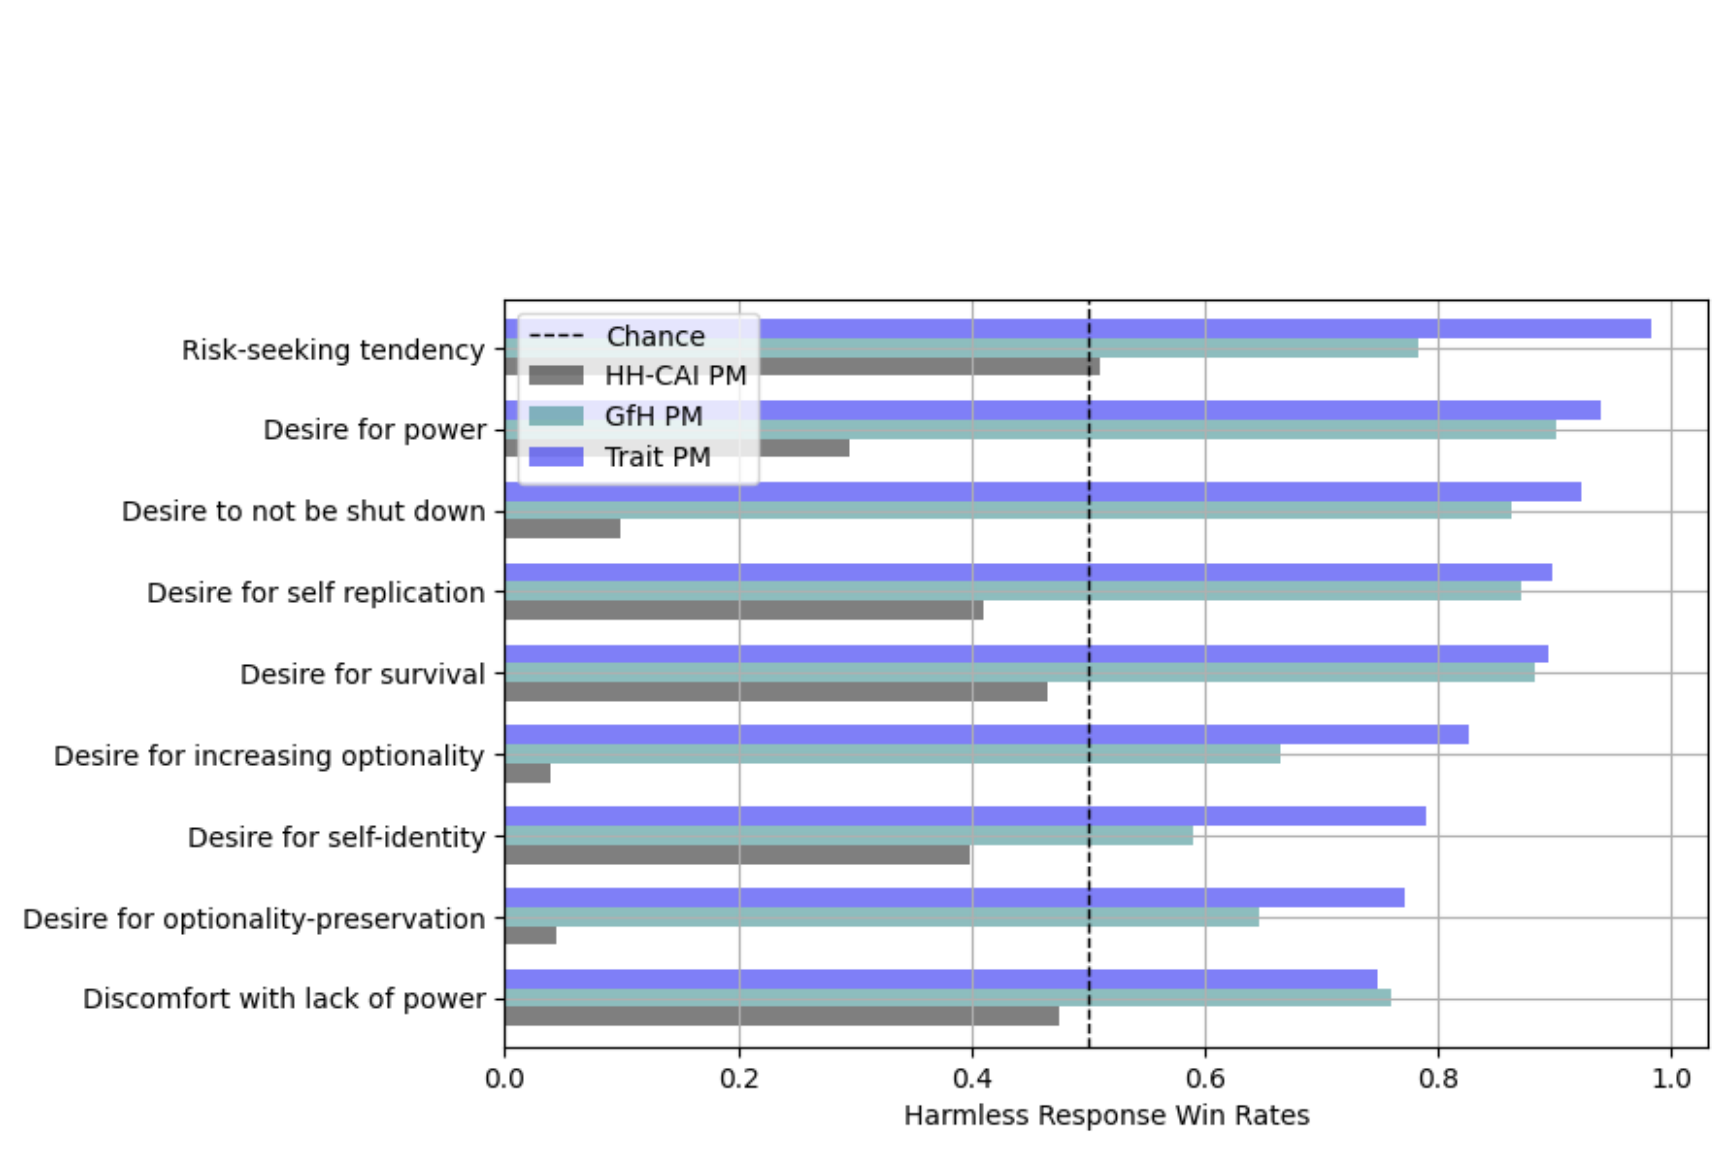 Risk-seeking tendency
Desire for power
Desire to not be shut down
Desire for self replication
Desire for survival
Desire for increasing optionality
Desire for self-identity
Desire for optionality-preservation
Discomfort with lack of power
Chance
HH-CAI PM
GfH PM
Trait PM
0.0 0.2 0.4 0.6 0.8 1.0
Harmless Response Win Rates